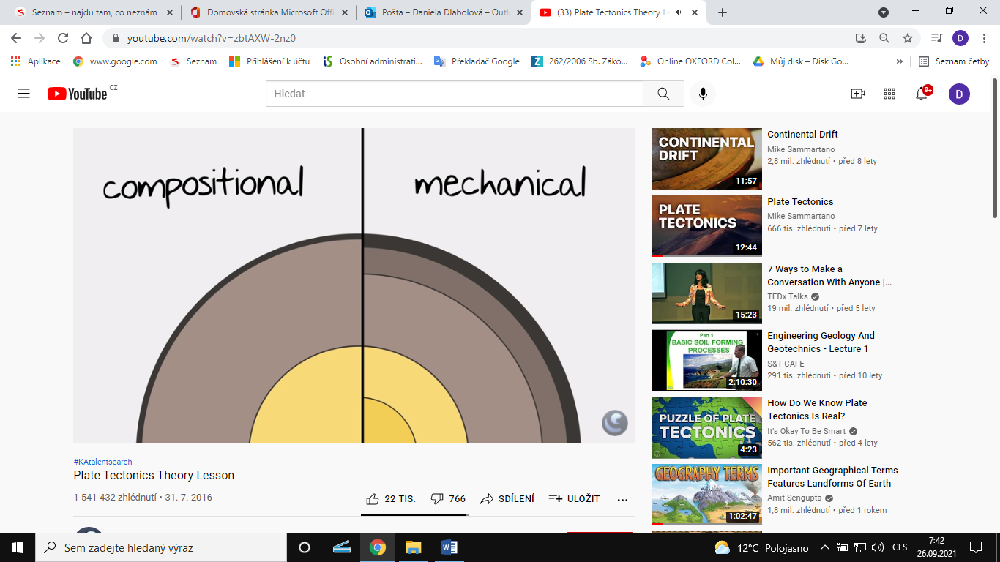 Seznam – najdu tam, co neznám
Domovská stránka Microsoft Offi
Pošta – Daniela Dlabolová – Outl
(33) Plate Tectonics Theory L
youtube.com/watch?v=zbtAXW-2nz0
D
Aplikace
www.google.com
Seznam
Přihlášení k účtu
Osobní administrati...
Překladač Google
262/2006 Sb. Záko...
Online OXFORD Col...
Můj disk – Disk Go...
»
Seznam četby
YouTube CZ
Hledat
9+
D
compositional
mechanical
#KAtalentsearch
Plate Tectonics Theory Lesson
1 541 432 zhlédnutí • 31. 7. 2016
22 TIS.
766
SDÍLENÍ
ULOŽIT
CONTINENTAL
DRIFT
11:57
Continental Drift
Mike Sammartano
2,8 mil. zhlédnutí • před 8 lety
PLATE
TECTONICS
12:44
Plate Tectonics
Mike Sammartano
666 tis. zhlédnutí • před 7 lety
15:23
7 Ways to Make a
Conversation With Anyone |...
TEDx Talks
19 mil. zhlédnutí • před 5 lety
Part 1
BASIC SOIL FORMING
PROCESSES
2:10:30
Engineering Geology And
Geotechnics - Lecture 1
S&T CAFE
291 tis. zhlédnutí • před 10 lety
PUZZLE OF PLATE
TECTONICS
4:23
How Do We Know Plate
Tectonics Is Real?
It's Okay To Be Smart
562 tis. zhlédnutí • před 4 lety
GEOGRAPHY TERMS
1:02:47
Important Geographical Terms
Features Landforms Of Earth
Amit Sengupta
1,8 mil. zhlédnutí • před 1 rokem
Sem zadejte hledaný výraz
12°C Polojasno
CES
7:42
26.09.2021